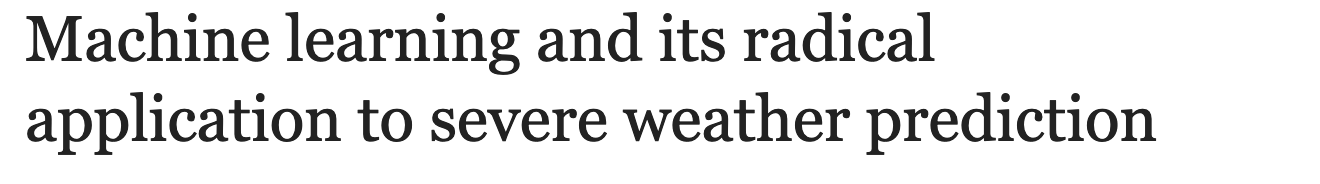 Machine learning and its radical
application to severe weather prediction